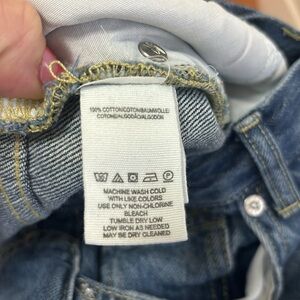 100% COTTON/COTON/BAUMWOLLE/
COTONE/ALGODÃO/ALGODON
MACHINE WASH COLD
WITH LIKE COLORS
USE ONLY NON-CHLORINE
BLEACH
TUMBLE DRY LOW
LOW IRON AS NEEDED
MAY BE DRY CLEANED